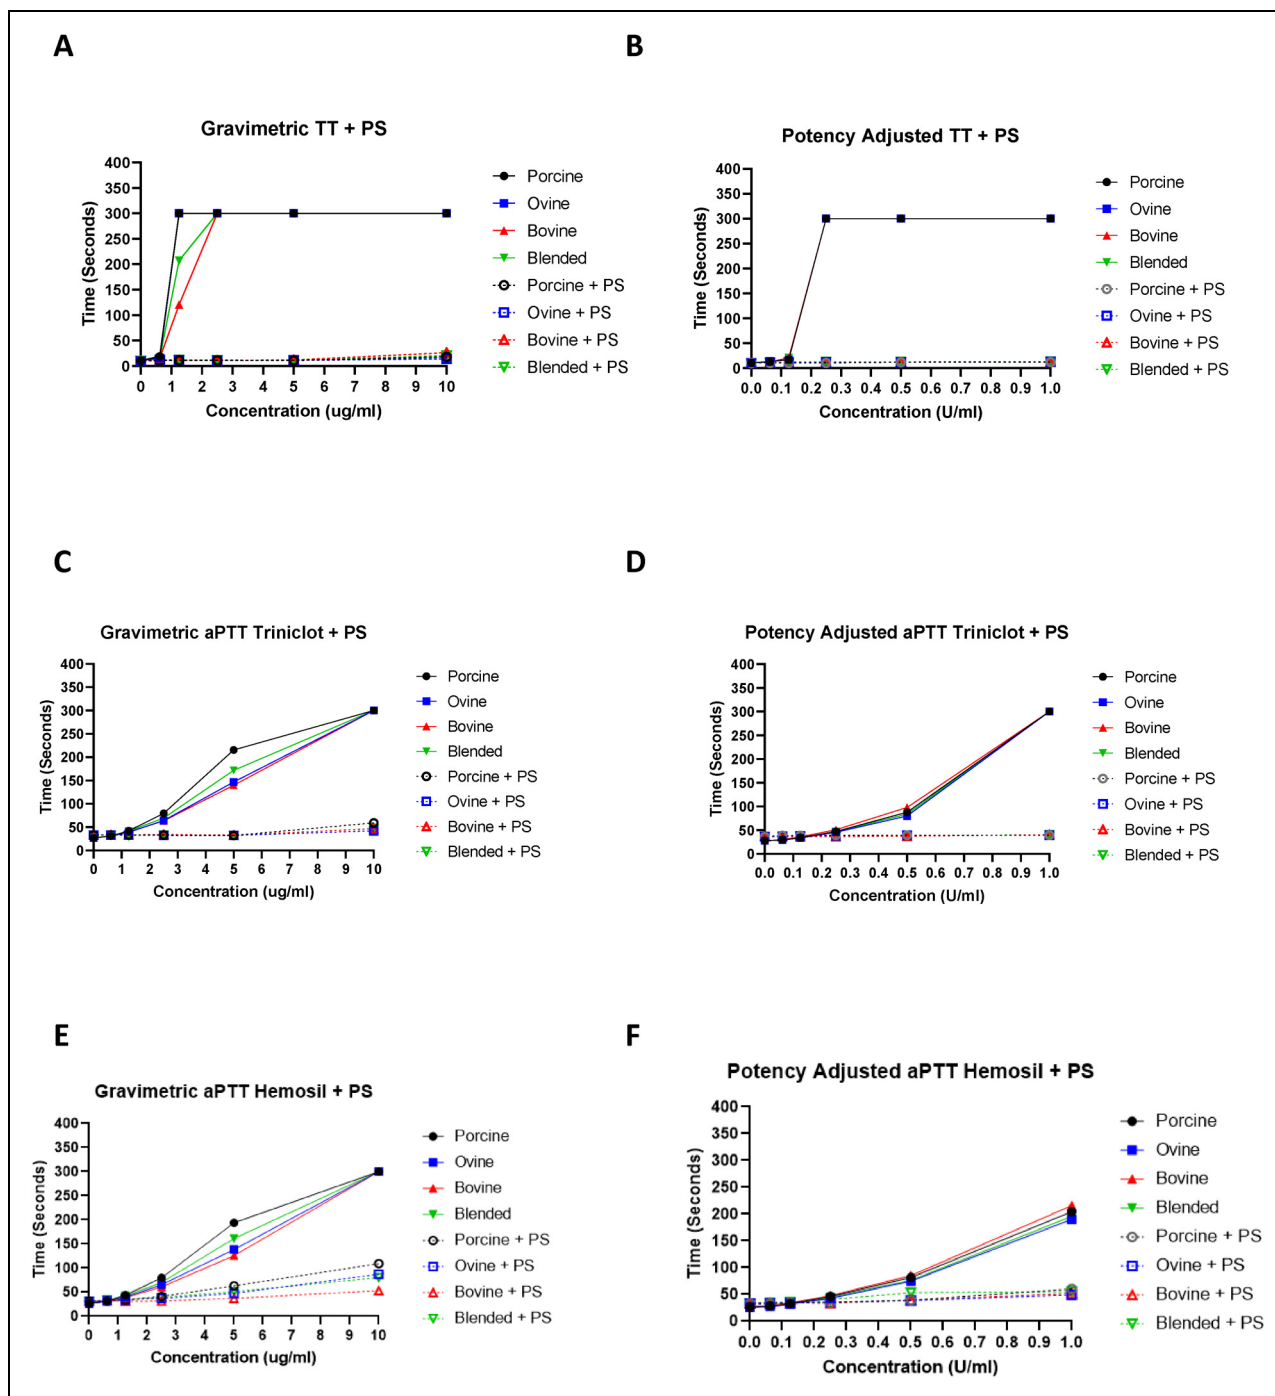 A
Gravimetric TT + PS
Time (Seconds)
400
350
300
250
200
150
100
50
0
0 1 2 3 4 5 6 7 8 9 10
Concentration (ug/ml)
Porcine
Ovine
Bovine
Blended
Porcine + PS
Ovine + PS
Bovine + PS
Blended + PS
B
Potency Adjusted TT + PS
Time (Seconds)
400
350
300
250
200
150
100
50
0
0.0 0.1 0.2 0.3 0.4 0.5 0.6 0.7 0.8 0.9 1.0
Concentration (U/ml)
Porcine
Ovine
Bovine
Blended
Porcine + PS
Ovine + PS
Bovine + PS
Blended + PS
C
Gravimetric aPTT Triniclot + PS
Time (Seconds)
400
350
300
250
200
150
100
50
0
0 1 2 3 4 5 6 7 8 9 10
Concentration (ug/ml)
Porcine
Ovine
Bovine
Blended
Porcine + PS
Ovine + PS
Bovine + PS
Blended + PS
D
Potency Adjusted aPTT Triniclot + PS
Time (Seconds)
400
350
300
250
200
150
100
50
0
0.0 0.1 0.2 0.3 0.4 0.5 0.6 0.7 0.8 0.9 1.0
Concentration (U/ml)
Porcine
Ovine
Bovine
Blended
Porcine + PS
Ovine + PS
Bovine + PS
Blended + PS
E
Gravimetric aPTT Hemosil + PS
Time (Seconds)
400
350
300
250
200
150
100
50
0
0 1 2 3 4 5 6 7 8 9 10
Concentration (ug/ml)
Porcine
Ovine
Bovine
Blended
Porcine + PS
Ovine + PS
Bovine + PS
Blended + PS
F
Potency Adjusted aPTT Hemosil + PS
Time (Seconds)
400
350
300
250
200
150
100
50
0
0.0 0.1 0.2 0.3 0.4 0.5 0.6 0.7 0.8 0.9 1.0
Concentration (U/ml)
Porcine
Ovine
Bovine
Blended
Porcine + PS
Ovine + PS
Bovine + PS
Blended + PS